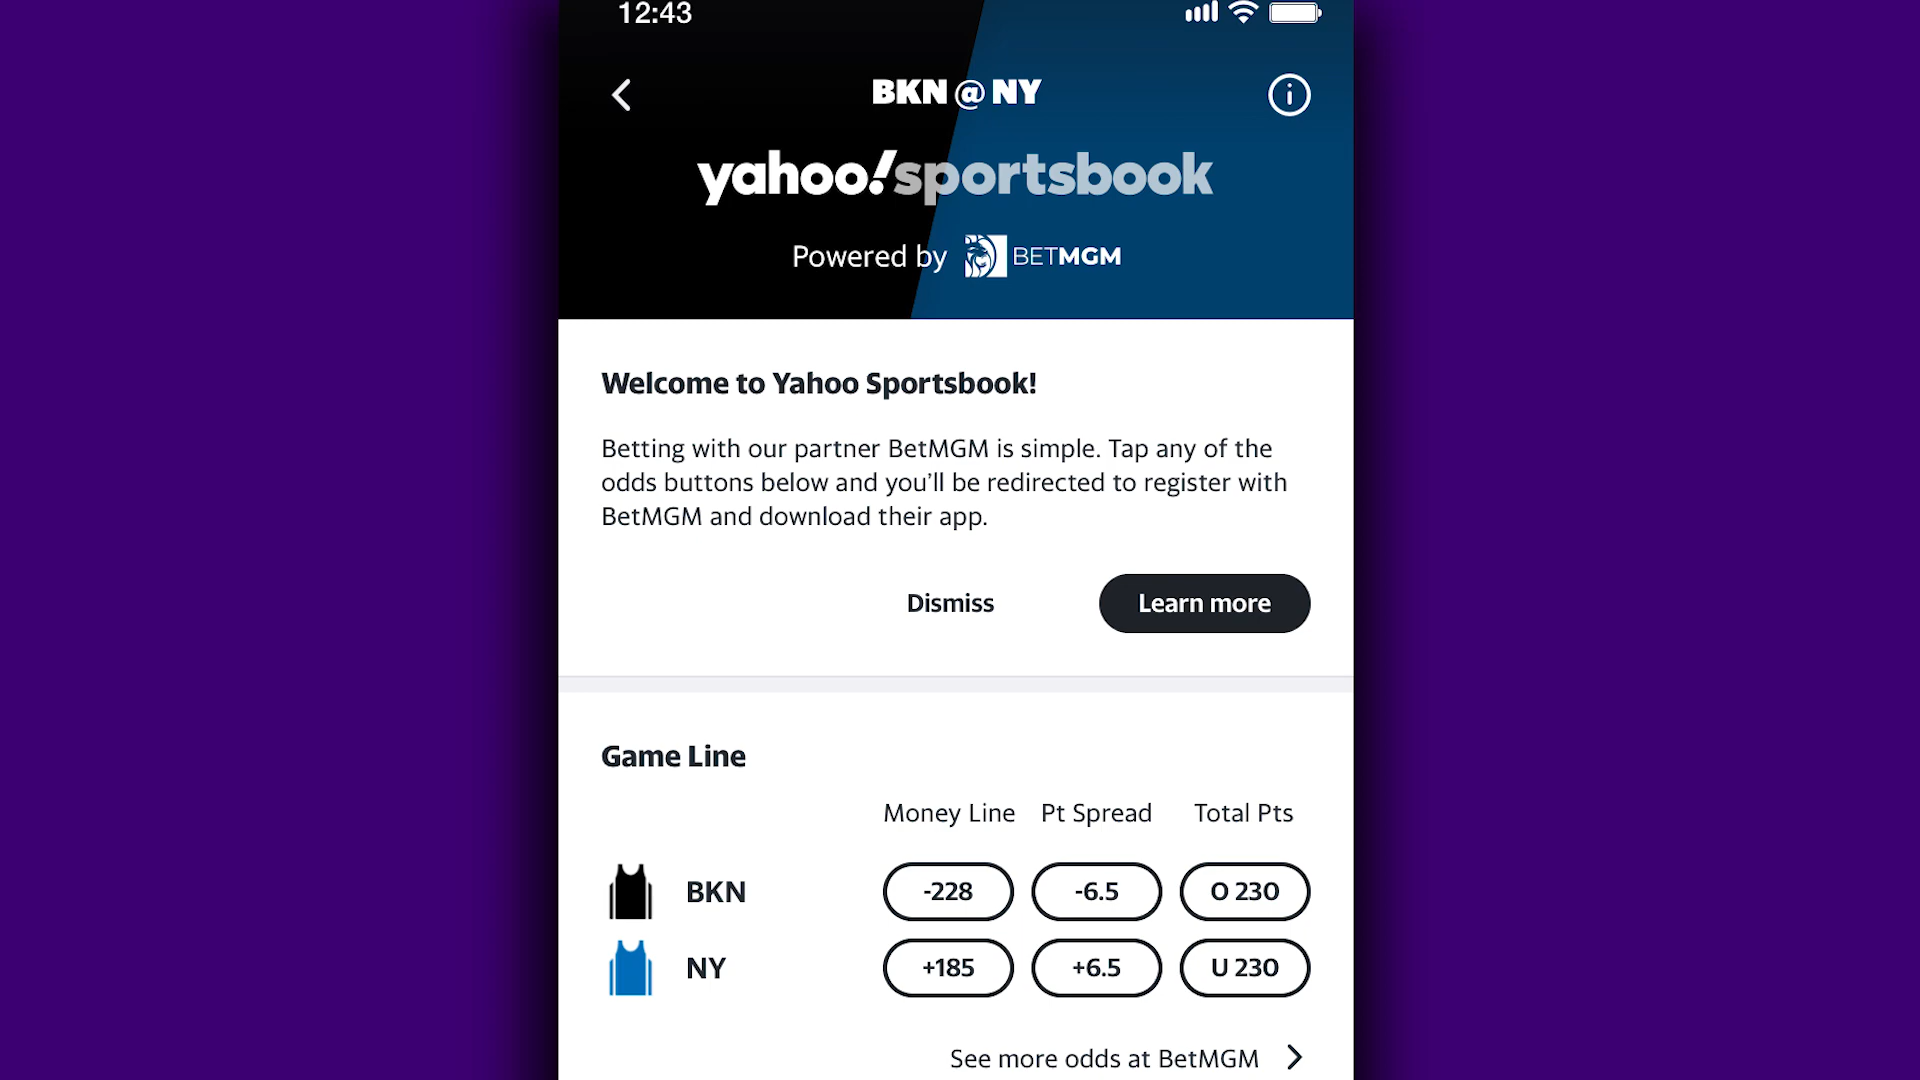 12:43
BKN @ NY
yahoo!sportsbook
Powered by BETMGM
Welcome to Yahoo Sportsbook!
Betting with our partner BetMGM is simple. Tap any of the
odds buttons below and you’ll be redirected to register with
BetMGM and download their app.
Dismiss Learn more
Game Line
Money Line Pt Spread Total Pts
BKN -228 -6.5 O 230
NY +185 +6.5 U 230
See more odds at BetMGM